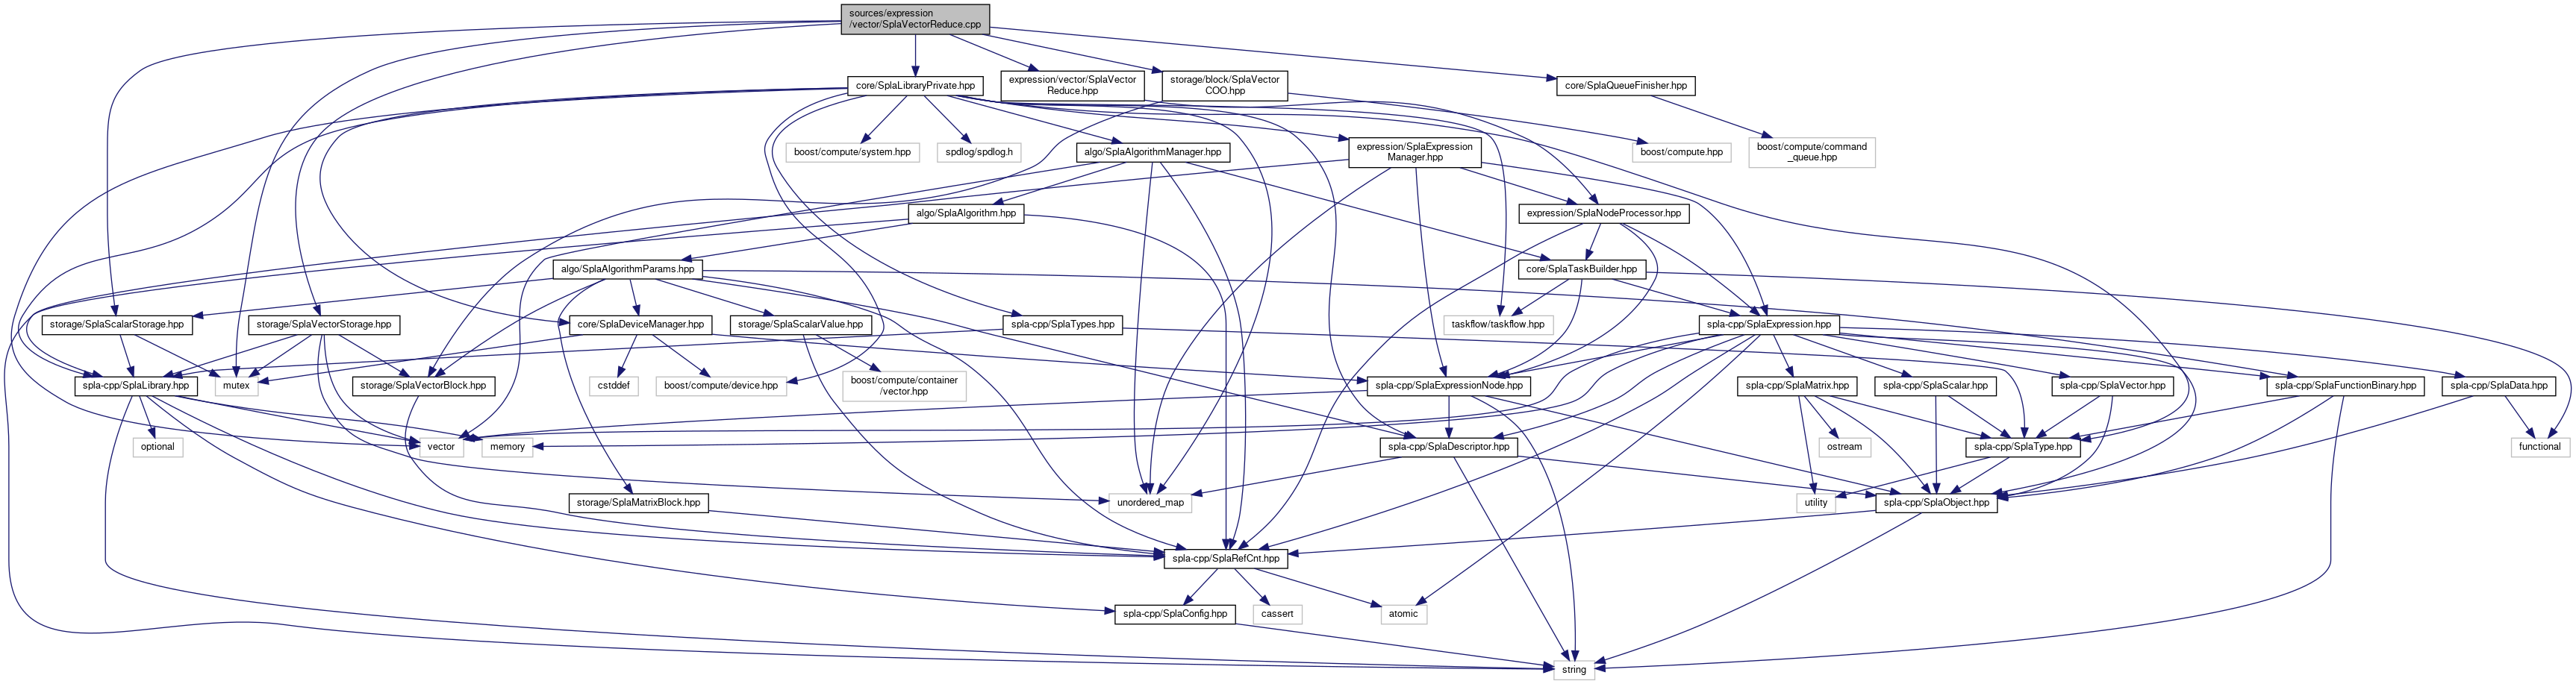 sources/expression
/vector/SplaVectorReduce.cpp
core/SplaLibraryPrivate.hpp
expression/vector/SplaVector
Reduce.hpp
storage/block/SplaVector
COO.hpp
core/SplaQueueFinisher.hpp
boost/compute/system.hpp
spdlog/spdlog.h
algo/SplaAlgorithmManager.hpp
expression/SplaExpression
Manager.hpp
boost/compute.hpp
boost/compute/command
_queue.hpp
algo/SplaAlgorithm.hpp
expression/SplaNodeProcessor.hpp
algo/SplaAlgorithmParams.hpp
core/SplaTaskBuilder.hpp
storage/SplaScalarStorage.hpp
storage/SplaVectorStorage.hpp
core/SplaDeviceManager.hpp
storage/SplaScalarValue.hpp
spla-cpp/SplaTypes.hpp
taskflow/taskflow.hpp
spla-cpp/SplaExpression.hpp
spla-cpp/SplaLibrary.hpp
mutex
storage/SplaVectorBlock.hpp
cstddef
boost/compute/device.hpp
boost/compute/container
/vector.hpp
spla-cpp/SplaExpressionNode.hpp
spla-cpp/SplaMatrix.hpp
spla-cpp/SplaScalar.hpp
spla-cpp/SplaVector.hpp
spla-cpp/SplaFunctionBinary.hpp
spla-cpp/SplaData.hpp
optional
vector
memory
spla-cpp/SplaDescriptor.hpp
ostream
spla-cpp/SplaType.hpp
functional
storage/SplaMatrixBlock.hpp
unordered_map
utility
spla-cpp/SplaObject.hpp
spla-cpp/SplaRefCnt.hpp
spla-cpp/SplaConfig.hpp
cassert
atomic
string